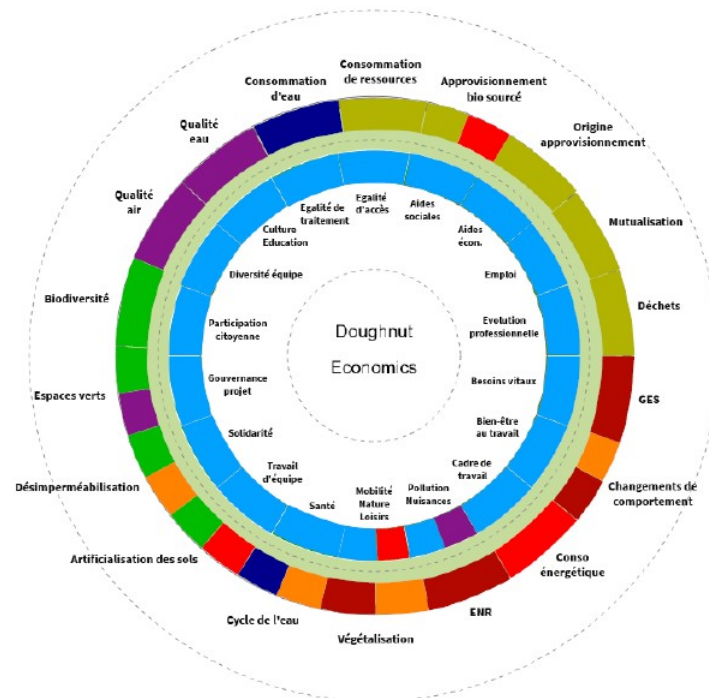 Consommation
de ressources
Approvisionnement
bio sourcé
Origine
approvisionnement
Mutualisation
Déchets
GES
Changements de
comportement
Conso
énergétique
ENR
Végétalisation
Cycle de l'eau
Artificialisation des sols
Désimperméabilisation
Espaces verts
Biodiversité
Qualité
air
Qualité
eau
Consommation
d'eau
Egalité
d'accès
Aides
sociales
Aides
écon.
Emploi
Evolution
professionnelle
Besoins vitaux
Bien-être
au travail
Cadre de
travail
Pollution
Nuisances
Mobilité
Nature
Loisirs
Santé
Travail
d'équipe
Solidarité
Gouvernance
projet
Participation
citoyenne
Diversité équipe
Culture
Education
Egalité de
traitement
Doughnut
Economics